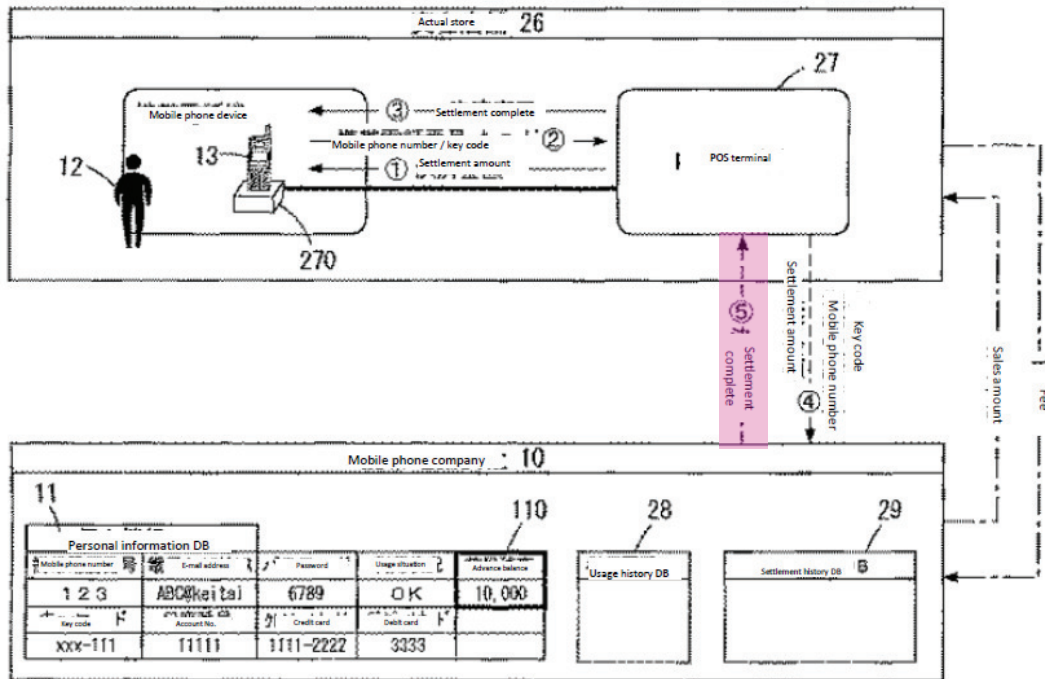 Actual store 26
27
Mobile phone device
③ Settlement complete
Mobile phone number / key code ②
① Settlement amount
13
12
270
POS terminal
Settlement amount
Mobile phone number
Key code
④
⑤ Settlement
complete
Sales amount
Fee
Mobile phone company 10
11
110
28
29
Personal information DB
Mobile phone number E-mail address Password Usage situation Advance balance
123 ABC@keitai 6789 OK 10,000
Key code Account No. Credit card Debit card
xxx-111 11111 1111-2222 3333
Usage history DB
Settlement history DB